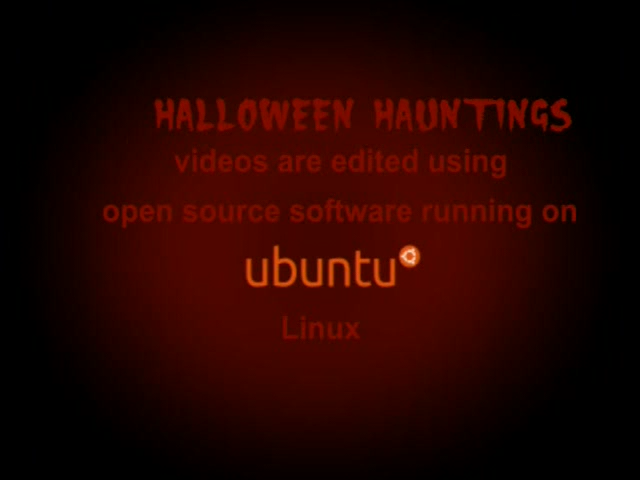 HALLOWEEN HAUNTINGS
videos are edited using
open source software running on
ubuntu
Linux